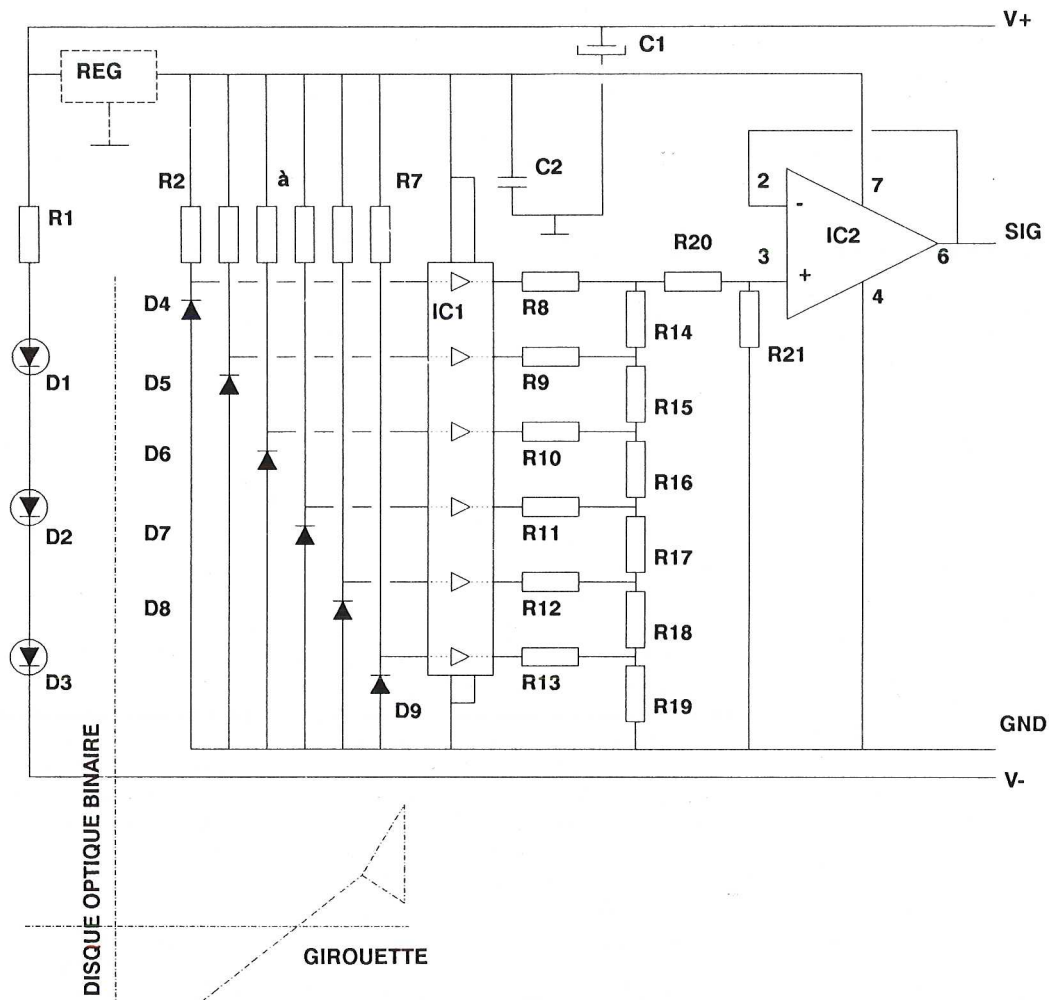 V+
C1
REG
R2
à
R7
C2
2
7
R1
R20
IC2
SIG
3
6
-
+
D4
IC1
R8
4
R14
R21
D1
D5
R9
R15
D6
R10
R16
D2
D7
R11
R17
D8
R12
R18
D3
R13
D9
R19
GND
V-
DISQUE OPTIQUE BINAIRE
GIROUETTE